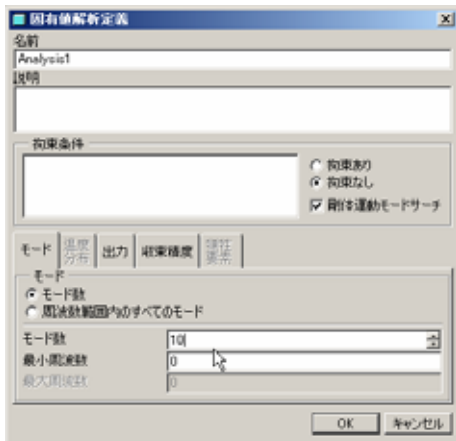 固有値解析定義
名前
Analysis1
説明
拘束条件
拘束あり
拘束なし
剛体運動モードサーチ
モード
温度分布
出力
収束精度
慣性要素
モード
モード数
周波数範囲内のすべてのモード
モード数
10
最小周波数
0
最大周波数
0
OK
キャンセル